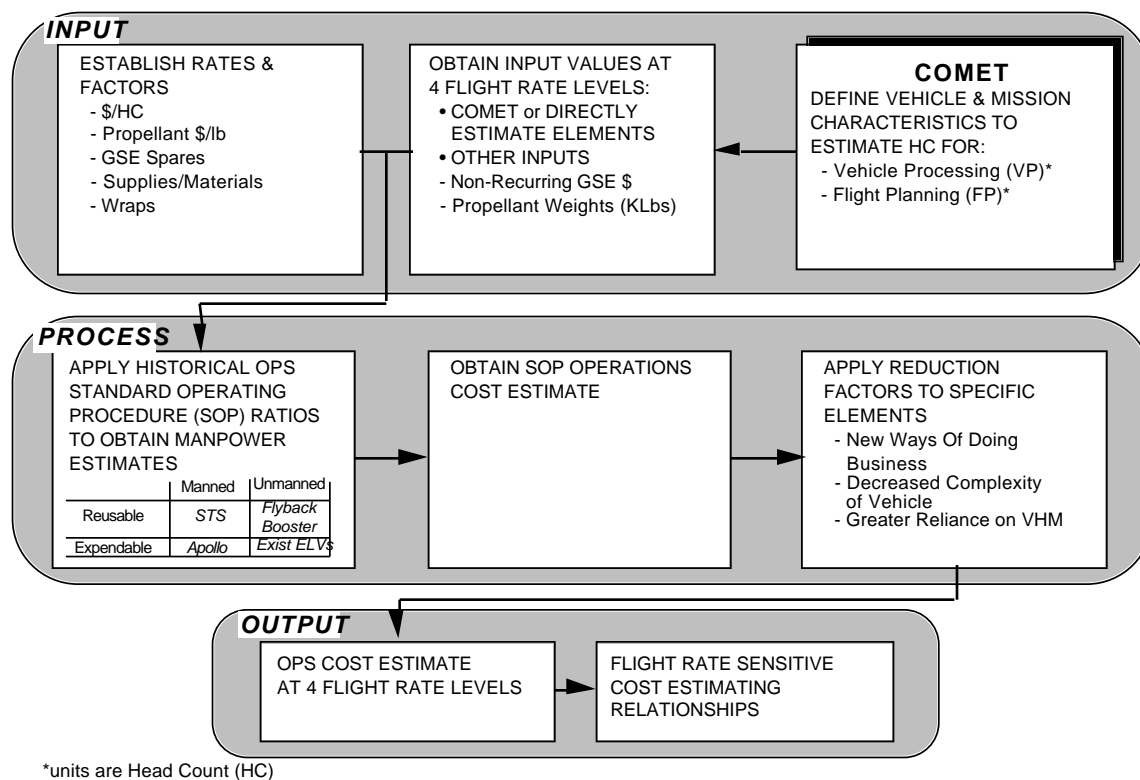 INPUT
ESTABLISH RATES &
FACTORS
- $/HC
- Propellant $/lb
- GSE Spares
- Supplies/Materials
- Wraps
OBTAIN INPUT VALUES AT
4 FLIGHT RATE LEVELS:
• COMET or DIRECTLY
ESTIMATE ELEMENTS
• OTHER INPUTS
- Non-Recurring GSE $
- Propellant Weights (KLbs)
COMET
DEFINE VEHICLE & MISSION
CHARACTERISTICS TO
ESTIMATE HC FOR:
- Vehicle Processing (VP)*
- Flight Planning (FP)*
PROCESS
APPLY HISTORICAL OPS
STANDARD OPERATING
PROCEDURE (SOP) RATIOS
TO OBTAIN MANPOWER
ESTIMATES
Manned Unmanned
Reusable STS Flyback
Booster
Expendable Apollo Exist ELVs
OBTAIN SOP OPERATIONS
COST ESTIMATE
APPLY REDUCTION
FACTORS TO SPECIFIC
ELEMENTS
- New Ways Of Doing
Business
- Decreased Complexity
of Vehicle
- Greater Reliance on VHM
OUTPUT
OPS COST ESTIMATE
AT 4 FLIGHT RATE LEVELS
FLIGHT RATE SENSITIVE
COST ESTIMATING
RELATIONSHIPS
*units are Head Count (HC)